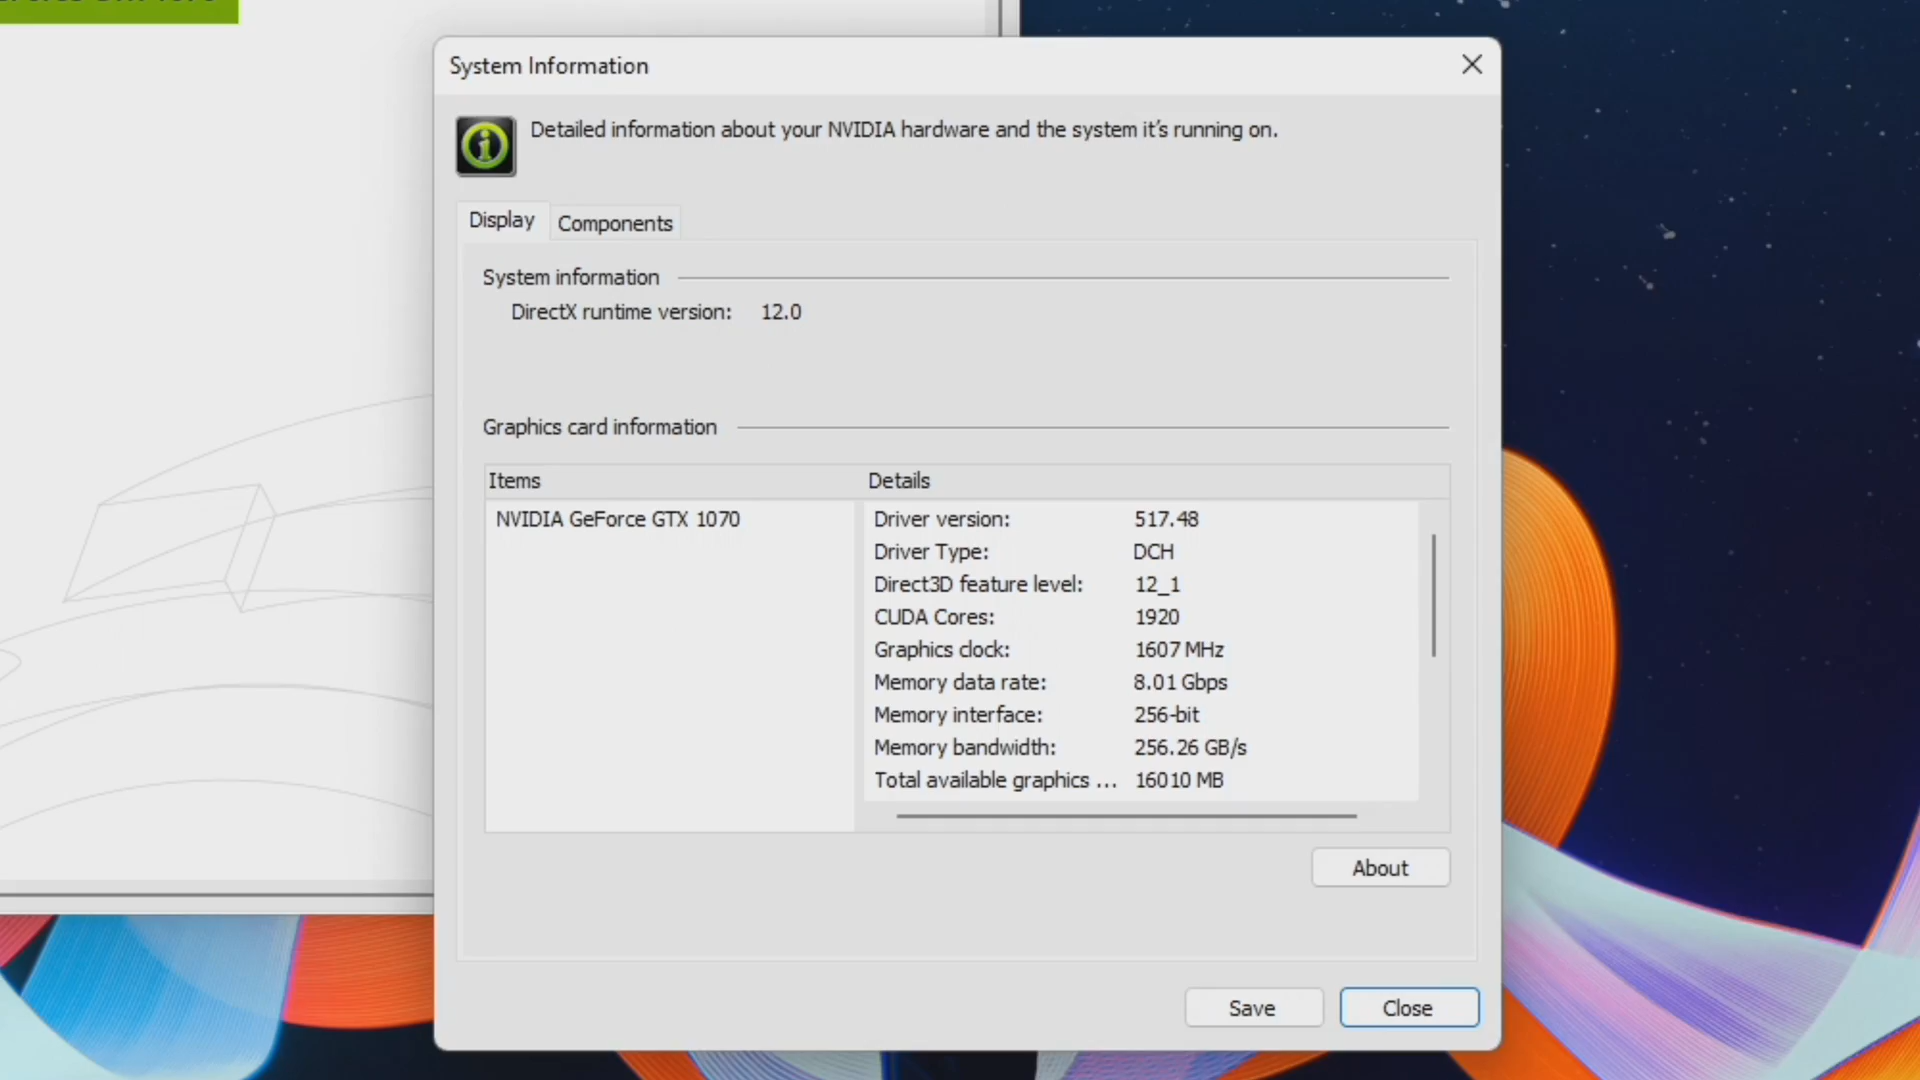 System Information
Detailed information about your NVIDIA hardware and the system it's running on.
Display
Components
System information
DirectX runtime version: 12.0
Graphics card information
Items
Details
NVIDIA GeForce GTX 1070
Driver version: 517.48
Driver Type: DCH
Direct3D feature level: 12_1
CUDA Cores: 1920
Graphics clock: 1607 MHz
Memory data rate: 8.01 Gbps
Memory interface: 256-bit
Memory bandwidth: 256.26 GB/s
Total available graphics ... 16010 MB
About
Save
Close